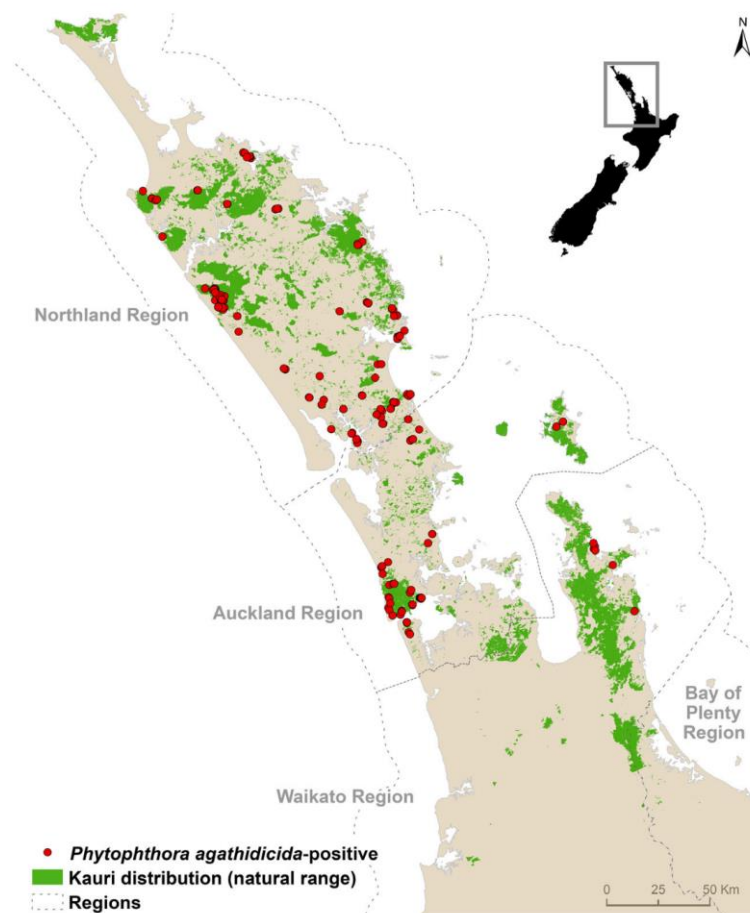 N
Northland Region
Auckland Region
Bay of
Plenty
Region
Waikato Region
Phytophthora agathidicida-positive
Kauri distribution (natural range)
Regions
0 25 50 Km